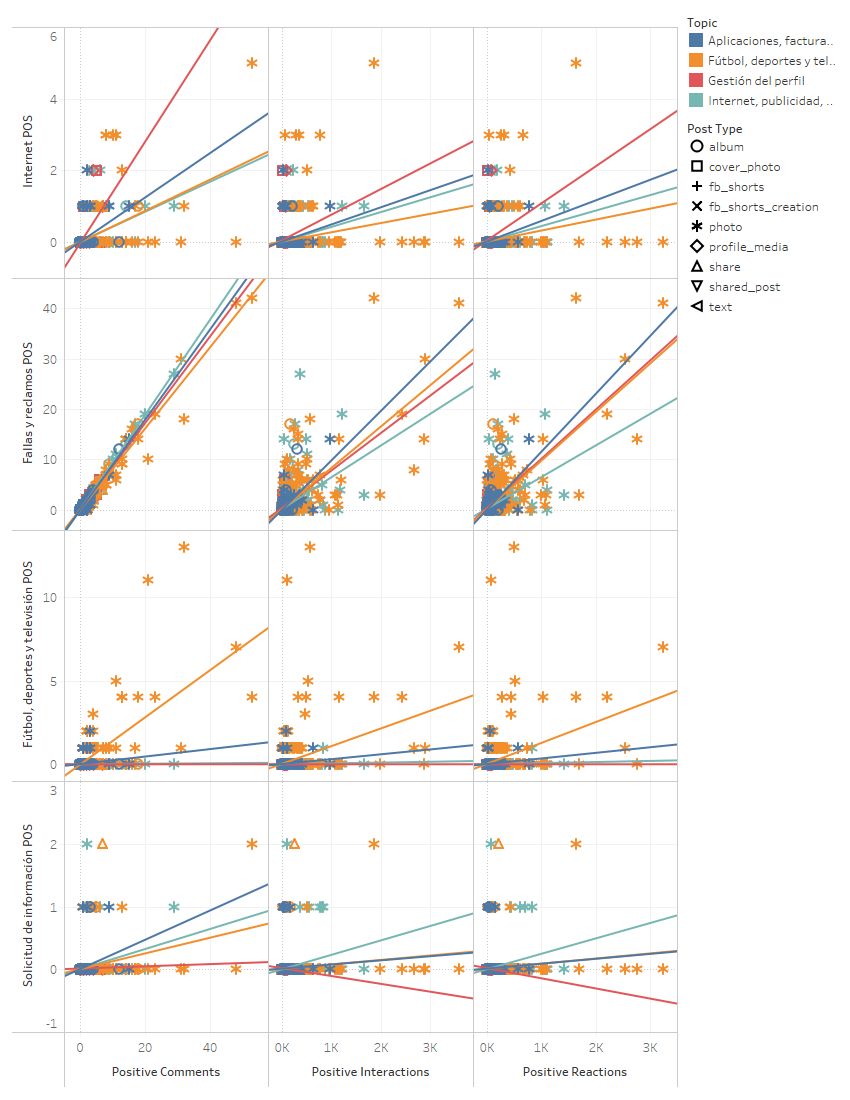 Topic
Aplicaciones, factura..
Fútbol, deportes y tel..
Gestión del perfil
Internet, publicidad, ..
Post Type
album
cover_photo
fb_shorts
fb_shorts_creation
photo
profile_media
share
shared_post
text
Internet POS
6
4
2
0
Fallas y reclamos POS
40
30
20
10
0
Fútbol, deportes y televisión POS
10
5
0
Solicitud de información POS
3
2
1
0
-1
0 20 40 0K 1K 2K 3K 0K 1K 2K 3K
Positive Comments Positive Interactions Positive Reactions